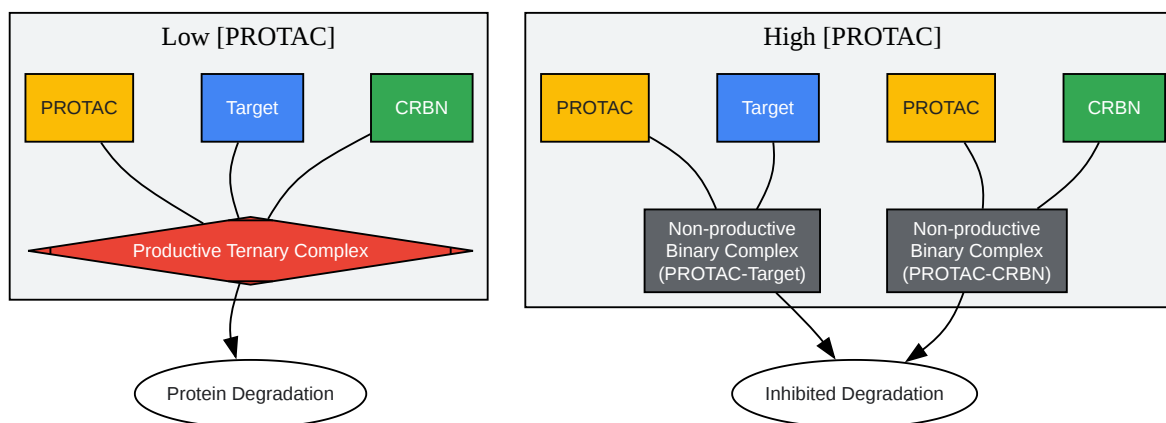 Low [PROTAC]
PROTAC
Target
CRBN
Productive Ternary Complex
Protein Degradation
High [PROTAC]
PROTAC
Target
PROTAC
CRBN
Non-productive
Binary Complex
(PROTAC-Target)
Non-productive
Binary Complex
(PROTAC-CRBN)
Inhibited Degradation